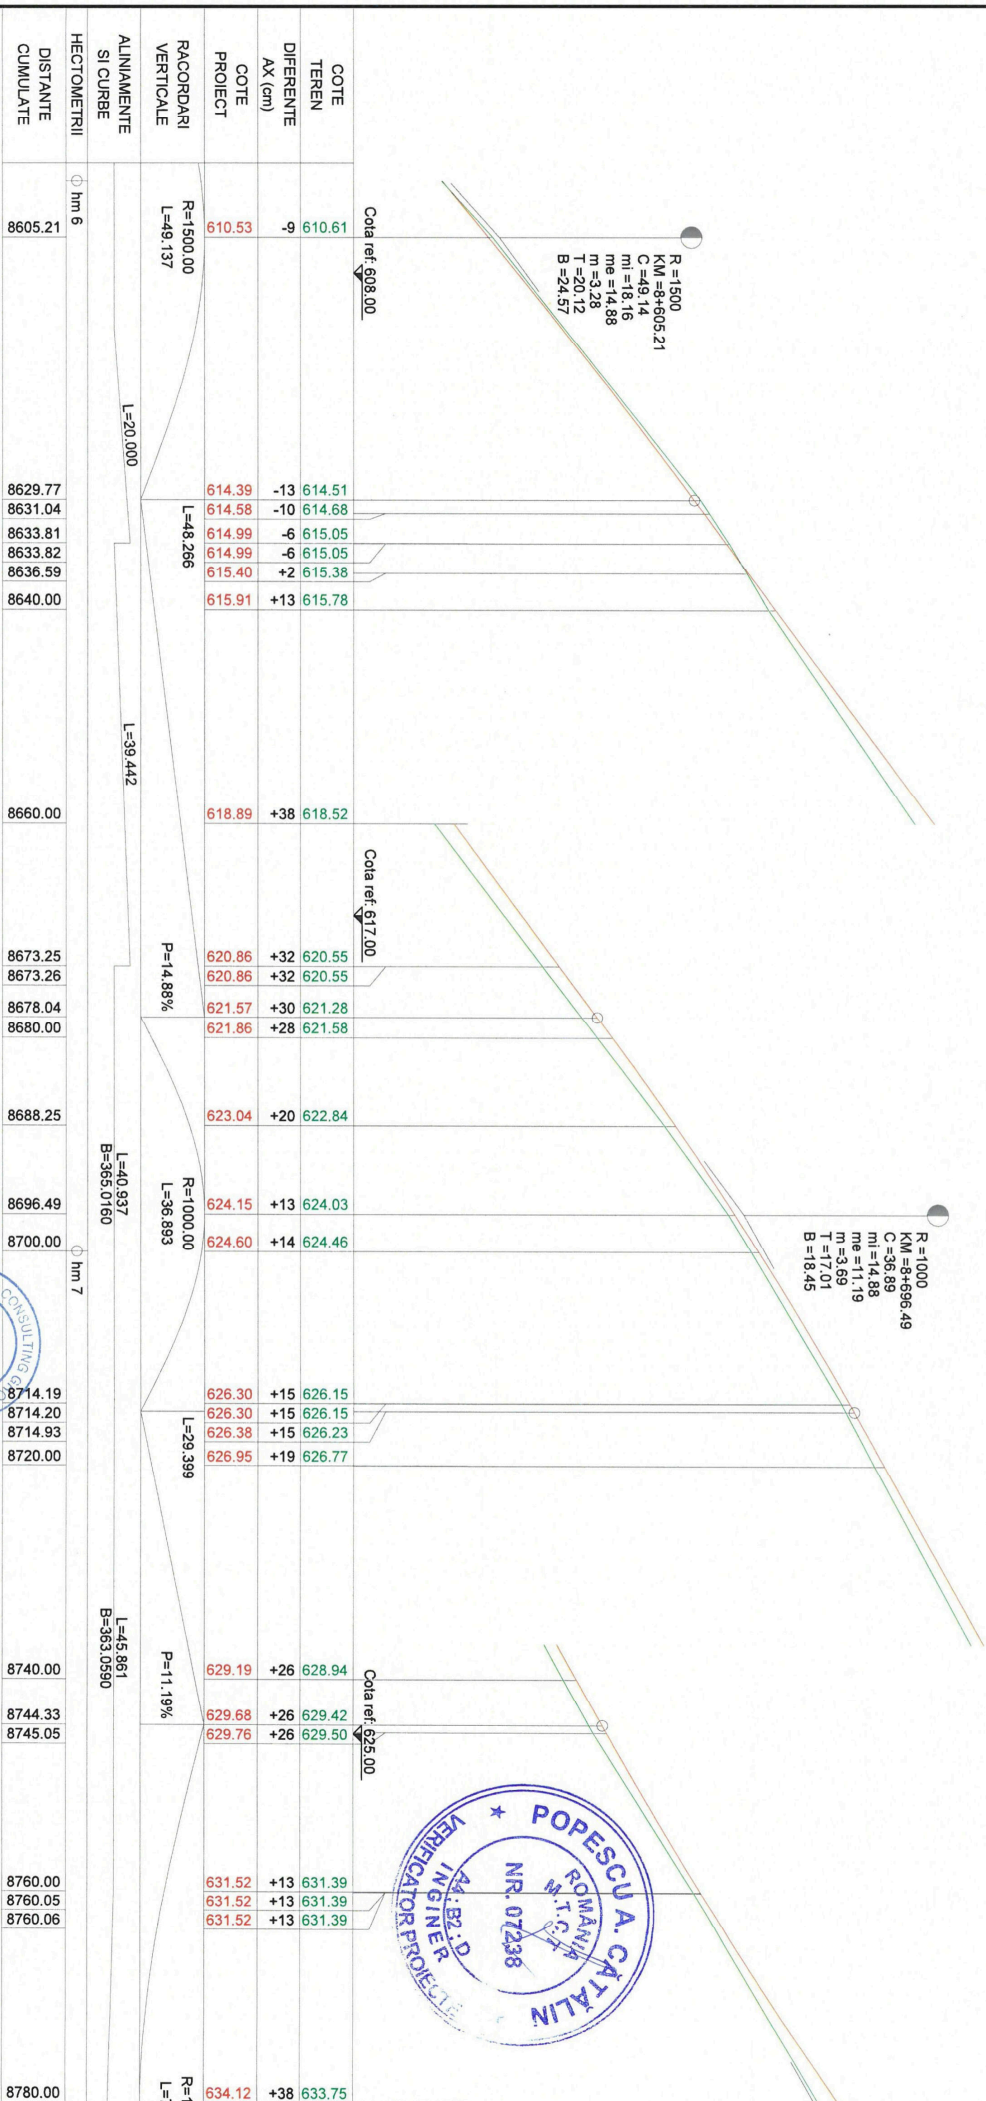 COTE TEREN
610.61
614.51
614.68
615.05
615.05
615.38
615.78
618.52
620.55
620.55
621.28
621.58
622.84
624.03
624.46
626.15
626.15
626.23
626.77
628.94
629.42
629.50
631.39
631.39
631.39
633.75
DIFERENTE AX (cm)
-9
-13
-10
-6
-6
+2
+13
+38
+32
+32
+30
+28
+20
+13
+14
+15
+15
+15
+19
+26
+26
+26
+13
+13
+13
+38
COTE PROIECT
610.53
614.39
614.58
614.99
614.99
615.40
615.91
618.89
620.86
620.86
621.57
621.86
623.04
624.15
624.60
626.30
626.30
626.38
626.95
629.19
629.68
629.76
631.52
631.52
631.52
634.12
RACORDARI VERTICALE
R=1500.00
L=49.137
L=48.266
P=14.88%
R=1000.00
L=36.893
L=29.399
P=11.19%
ALINIAMENTE SI CURBE
L=20.000
L=39.442
L=40.937
B=365.0160
L=45.861
B=363.0590
HECTOMETRII
hm 6
hm 7
DISTANTE CUMULATE
8605.21
8629.77
8631.04
8633.81
8633.82
8636.59
8640.00
8660.00
8673.25
8673.26
8678.04
8680.00
8688.25
8696.49
8700.00
8714.19
8714.20
8714.93
8720.00
8740.00
8744.33
8745.05
8760.00
8760.05
8760.06
8780.00
Cota ref: 608.00
Cota ref: 617.00
Cota ref: 625.00
R =1500
KM =8+605.21
C =49.14
mi =18.16
me =14.88
m =3.28
T =20.12
B =24.57
R =1000
KM =8+696.49
C =36.89
mi =14.88
me =11.19
m =3.69
T =17.01
B =18.45
POPESCU A. CĂTĂLIN
ROMÂNIA
M.T.C.T.
NR. 07238
A4; B2; D
INGINER
VERIFICATOR PROIECTE
CONSULTING